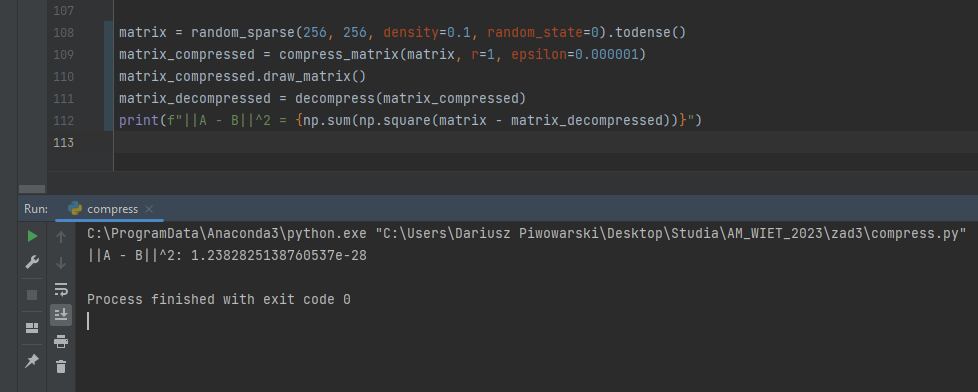 107
108 matrix = random_sparse(256, 256, density=0.1, random_state=0).todense()
109 matrix_compressed = compress_matrix(matrix, r=1, epsilon=0.000001)
110 matrix_compressed.draw_matrix()
111 matrix_decompressed = decompress(matrix_compressed)
112 print(f"||A - B||^2 = {np.sum(np.square(matrix - matrix_decompressed))}")
113
Run: compress
C:\ProgramData\Anaconda3\python.exe "C:\Users\Dariusz Piwowarski\Desktop\Studia\AM_WIET_2023\zad3\compress.py"
||A - B||^2: 1.2382825138760537e-28
Process finished with exit code 0